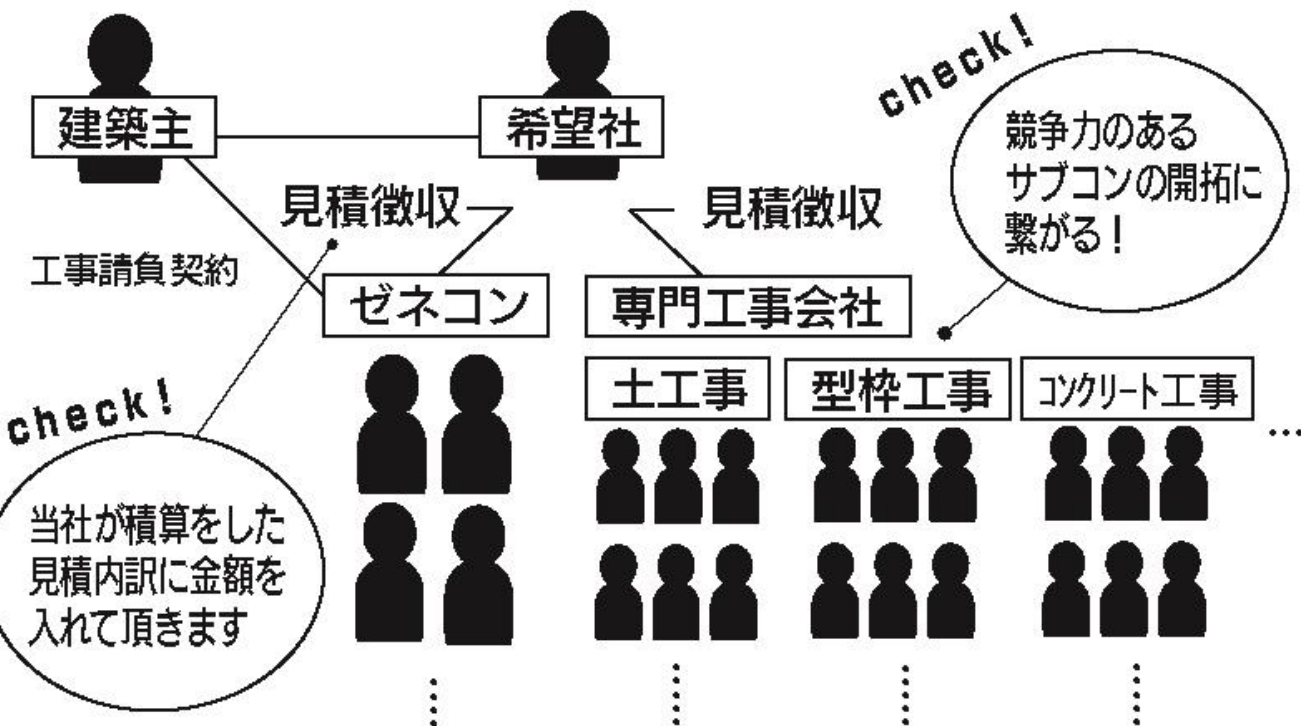 建築主
希望社
check!
競争力のある
サブコンの開拓に
繋がる!
見積徴収
見積徴収
工事請負契約
ゼネコン
専門工事会社
土工事
型枠工事
コンクリート工事
…
check!
当社が積算をした
見積内訳に金額を
入れて頂きます